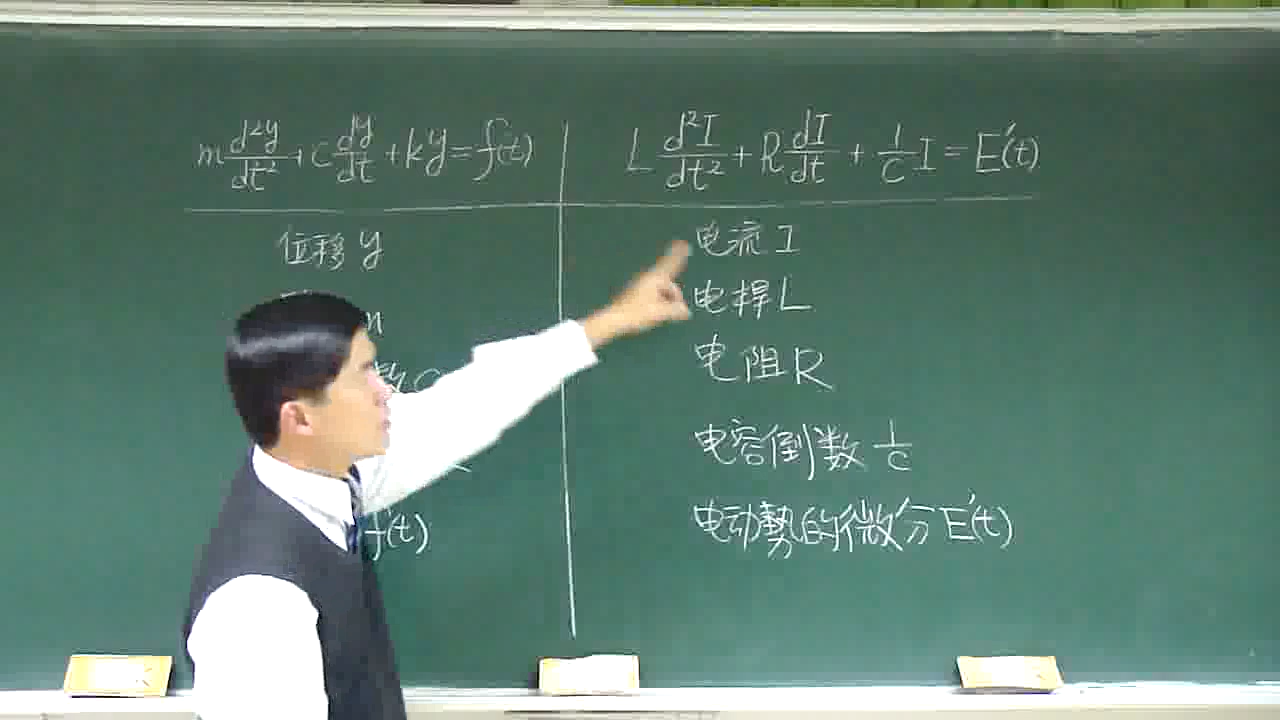 m d²y/dt² + c dy/dt + ky = f(t)
L d²I/dt² + R dI/dt + 1/C I = E'(t)
位移 y
电流 I
电捍 L
电阻 R
电容倒数 1/C
f(t)
电动勢的微分 E'(t)